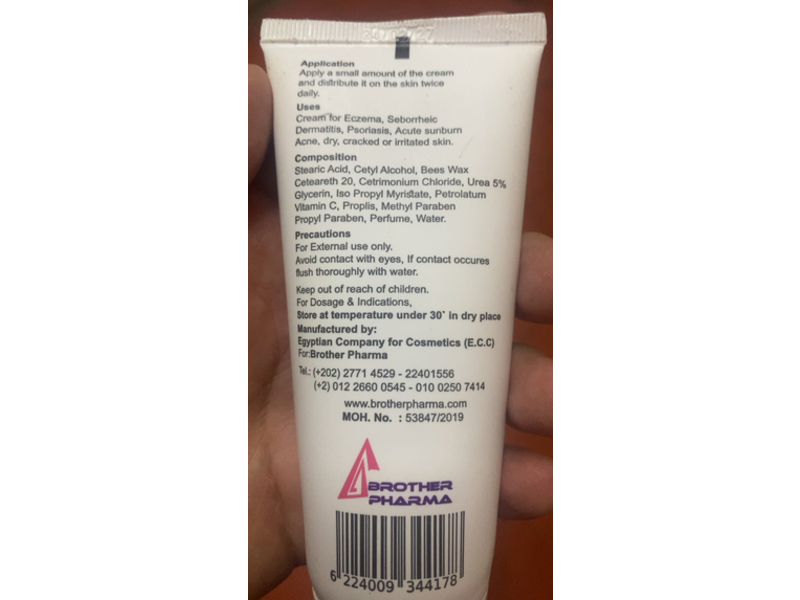 Application
Apply a small amount of the cream
and distribute it on the skin twice
daily.
Uses
Cream for Eczema, Seborrheic
Dermatitis, Psoriasis, Acute sunburn
Acne, dry, cracked or irritated skin.
Composition
Stearic Acid, Cetyl Alcohol, Bees Wax
Ceteareth 20, Cetrimonium Chloride, Urea 5%
Glycerin, Iso Propyl Myristate, Petrolatum
Vitamin C, Proplis, Methyl Paraben
Propyl Paraben, Perfume, Water.
Precautions
For External use only.
Avoid contact with eyes, If contact occures
flush thoroughly with water.
Keep out of reach of children.
For Dosage & Indications,
Store at temperature under 30° in dry place
Manufactured by:
Egyptian Company for Cosmetics (E.C.C)
For:Brother Pharma
Tel.: (+202) 2771 4529 - 22401556
(+2) 012 2660 0545 - 010 0250 7414
www.brotherpharma.com
MOH. No. : 53847/2019
BROTHER
PHARMA
6 224009 344178